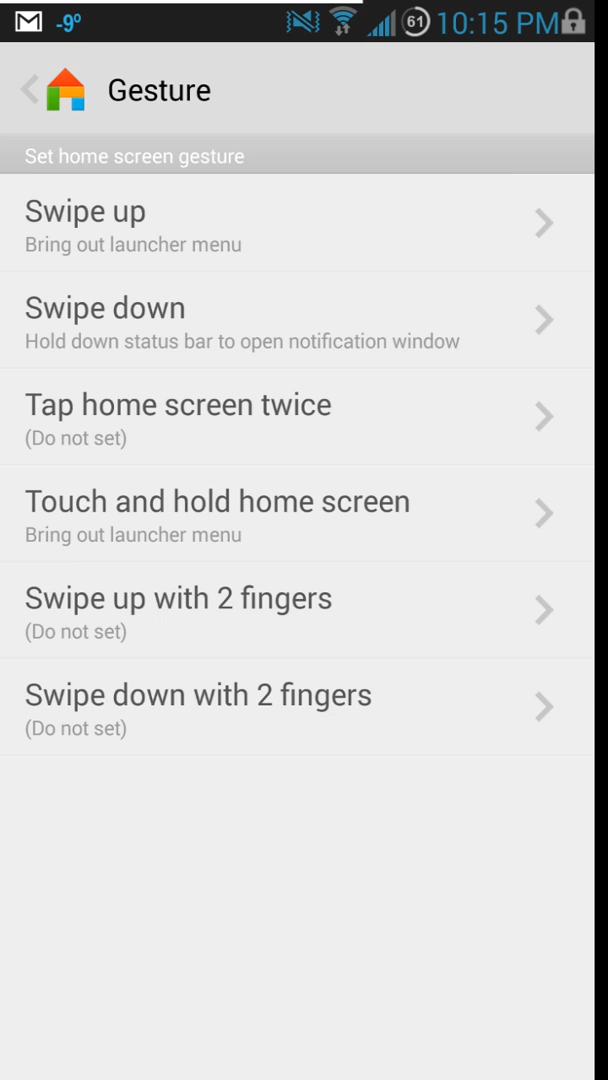 -9°
61
10:15 PM
Gesture
Set home screen gesture
Swipe up
Bring out launcher menu
Swipe down
Hold down status bar to open notification window
Tap home screen twice
(Do not set)
Touch and hold home screen
Bring out launcher menu
Swipe up with 2 fingers
(Do not set)
Swipe down with 2 fingers
(Do not set)